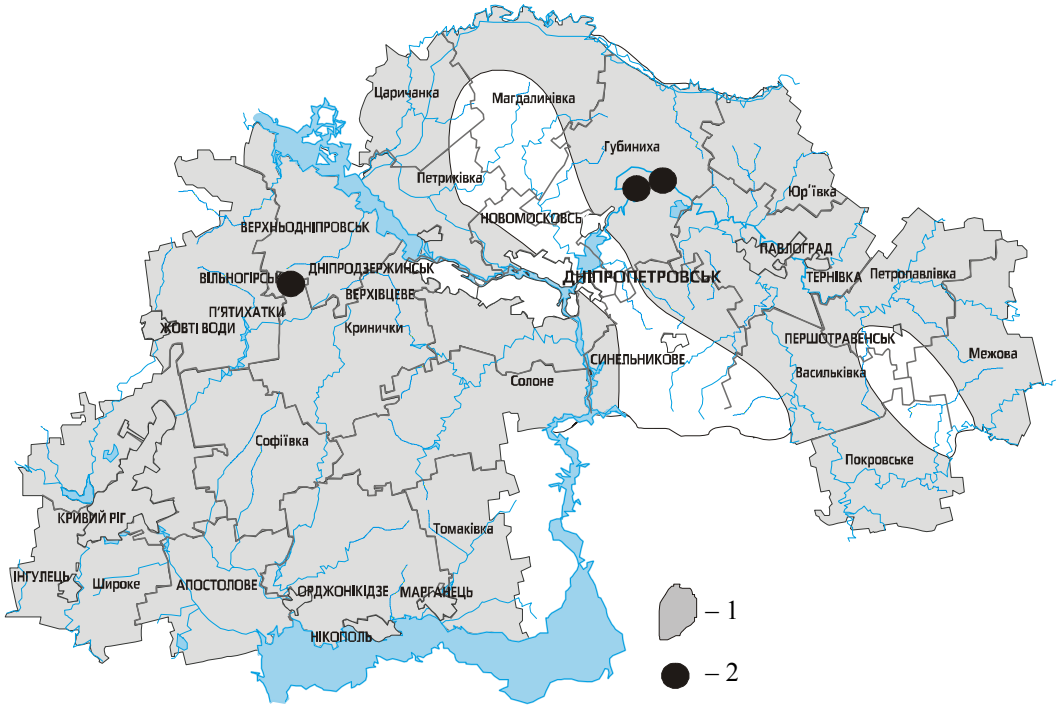 Царичанка
Магдалинівка
Губиниха
Петриківка
Юр'ївка
НОВОМОСКОВСЬ
ВЕРХНЬОДНІПРОВСЬК
ПАВЛОГРАД
ВІЛЬНОГІРСЬ
ДНІПРОДЗЕРЖИНСЬК
ДНІПРОПЕТРОВСЬК
ТЕРНІВКА
Петропавлівка
ВЕРХІВЦЕВЕ
П'ЯТИХАТКИ
ЖОВТІ ВОДИ
Кринички
ПЕРШОТРАВЕНСЬК
Межова
СИНЕЛЬНИКОВЕ
Солоне
Васильківка
Софіївка
Покровське
КРИВИЙ РІГ
Томаківка
ІНГУЛЕЦЬ
Широке
АПОСТОЛОВЕ
ОРДЖОНІКІДЗЕ
МАРГАНЕЦЬ
НІКОПОЛЬ
– 1
– 2